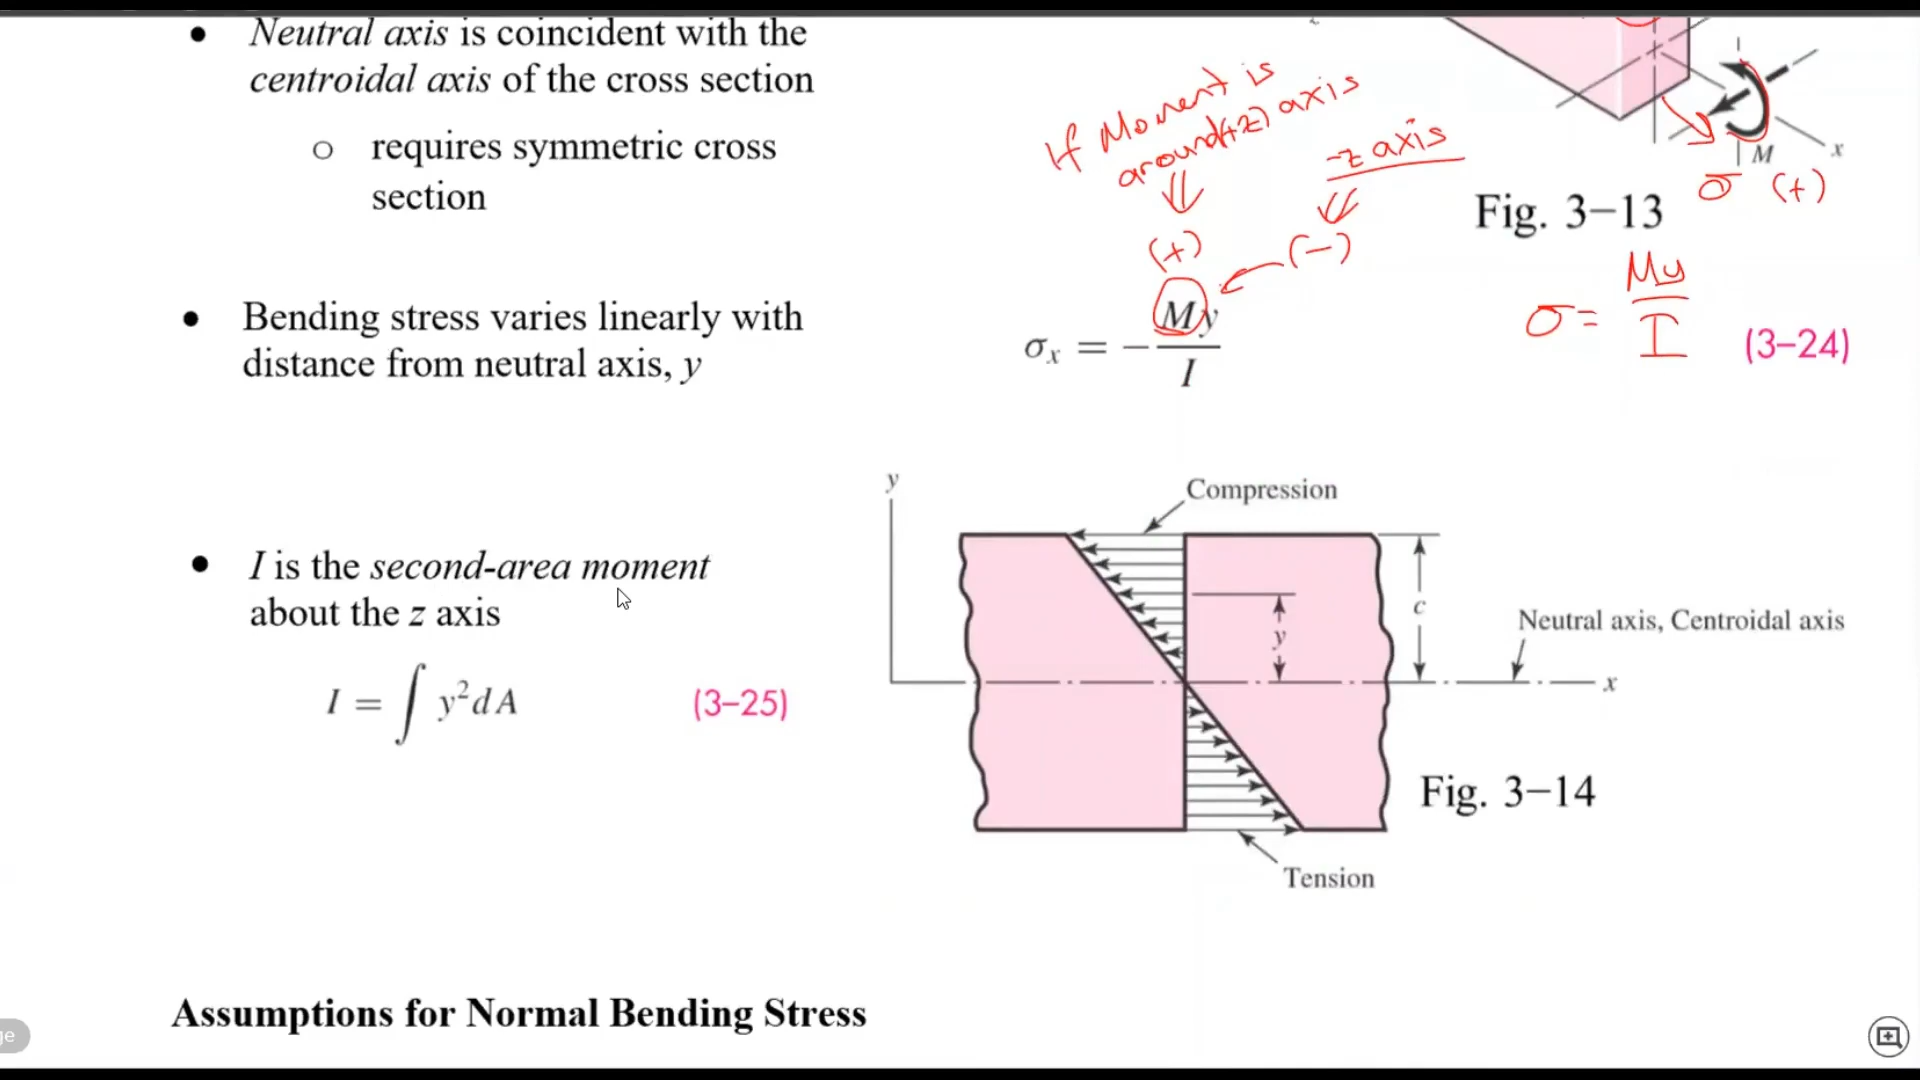 Neutral axis is coincident with the
centroidal axis of the cross section
requires symmetric cross
section
If Moment is
around (+z) axis
-z axis
(+)
(-)
M
x
σ (+)
Fig. 3–13
Bending stress varies linearly with
distance from neutral axis, y
σx = −My/I
σ = My/I
(3–24)
I is the second-area moment
about the z axis
I = ∫ y²dA (3–25)
y
Compression
c
y
Neutral axis, Centroidal axis
x
Fig. 3–14
Tension
Assumptions for Normal Bending Stress
ge